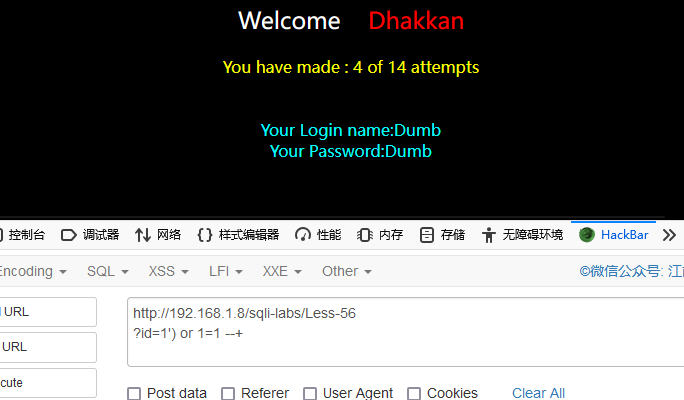 Welcome Dhakkan
You have made : 4 of 14 attempts
Your Login name:Dumb
Your Password:Dumb
控制台 调试器 网络 样式编辑器 性能 内存 存储 无障碍环境 HackBar
Encoding SQL XSS LFI XXE Other ©微信公众号: 江南
URL
http://192.168.1.8/sqli-labs/Less-56
?id=1') or 1=1 --+
URL
cute
Post data Referer User Agent Cookies Clear All